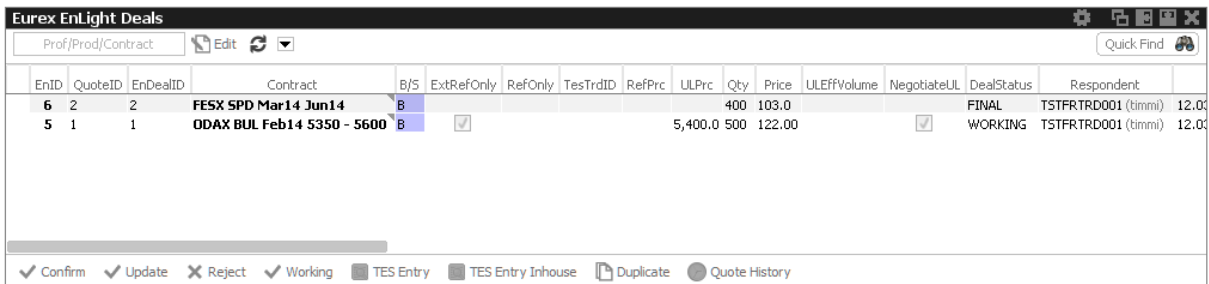 Eurex EnLight Deals
Prof/Prod/Contract Edit Quick Find
EnID QuoteID EnDealID Contract B/S ExtRefOnly RefOnly TesTrdID RefPrc ULPrc Qty Price ULEffVolume NegotiateUL DealStatus Respondent
6 2 2 FESX SPD Mar14 Jun14 B 400 103.0 FINAL TSTFRTRD001 (timmi) 12.03
5 1 1 ODAX BUL Feb14 5350 - 5600 B 5,400.0 500 122.00 WORKING TSTFRTRD001 (timmi) 12.03
Confirm Update Reject Working TES Entry TES Entry Inhouse Duplicate Quote History